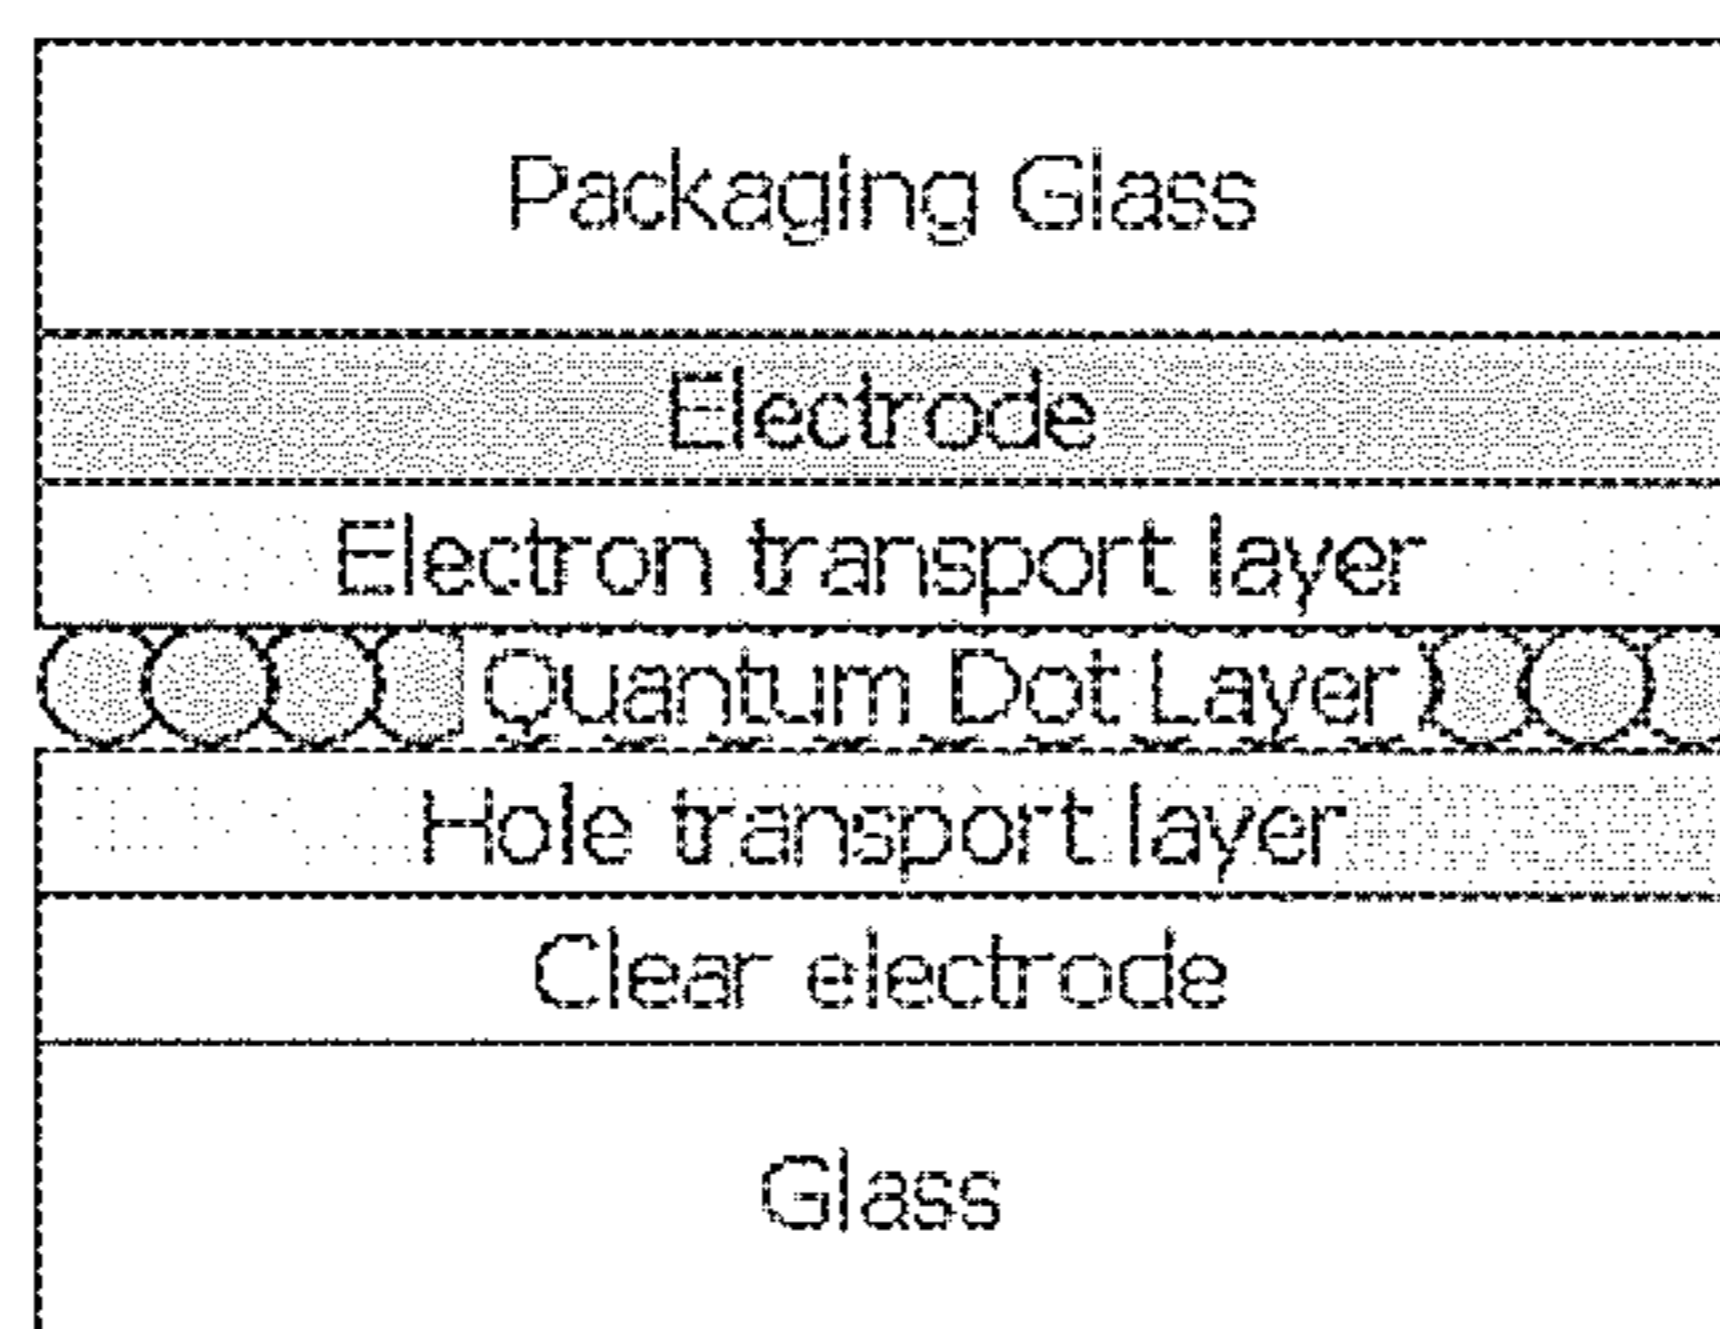 Packaging Glass
Electrode
Electron transport layer
Quantum Dot Layer
Hole transport layer
Clear electrode
Glass